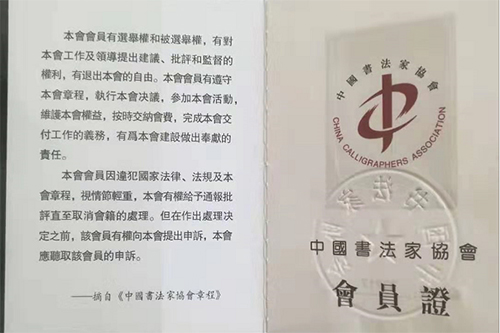 本會會員有選舉權和被選舉權，有對
本會工作及領導提出建議、批評和監督的
權利，有退出本會的自由。本會會員有遵守
本會章程，執行本會決議，參加本會活動，
維護本會權益，按時交納會費，完成本會交
付工作的義務，有爲本會建設做出奉獻的
責任。
本會會員因違犯國家法律、法規及本
會章程，視情節輕重，本會有權給予通報批
評直至取消會籍的處理。但在作出處理決
定之前，該會員有權向本會提出申訴，本會
應聽取該會員的申訴。
——摘自《中國書法家協會章程》
中國書法家協會
CHINA CALLIGRAPHERS ASSOCIATION
中國書法家協會
會員證